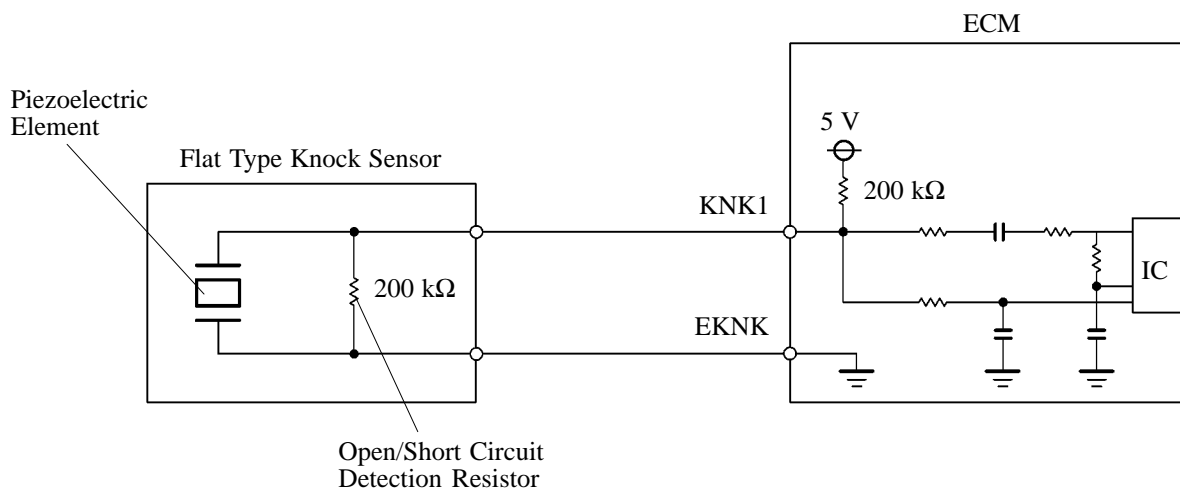 ECM
Piezoelectric
Element
5 V
Flat Type Knock Sensor
200 kΩ
KNK1
IC
200 kΩ
EKNK
Open/Short Circuit
Detection Resistor